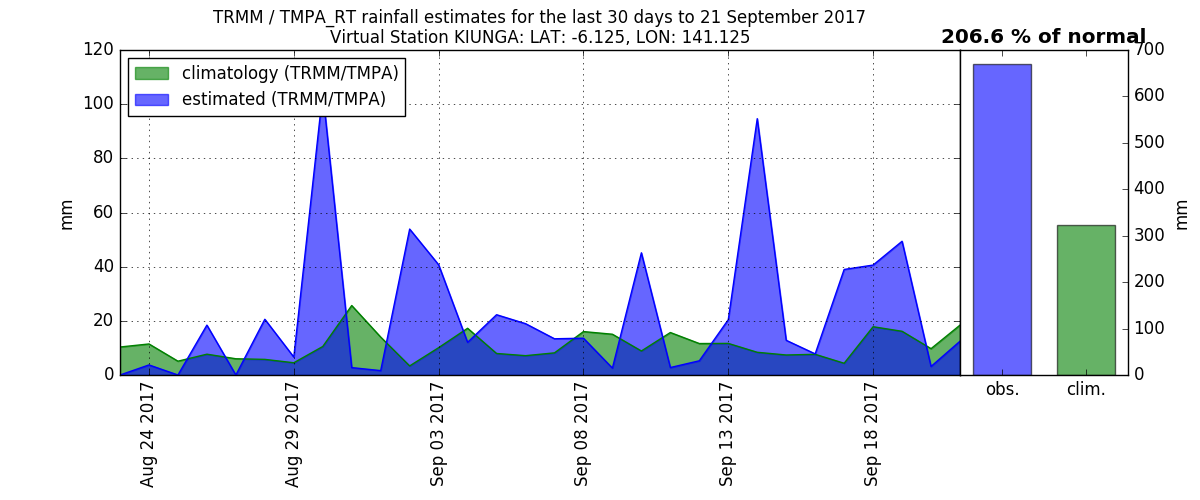 TRMM / TMPA_RT rainfall estimates for the last 30 days to 21 September 2017
Virtual Station KIUNGA: LAT: -6.125, LON: 141.125
206.6 % of normal
climatology (TRMM/TMPA)
estimated (TRMM/TMPA)
120
100
80
60
40
20
0
mm
700
600
500
400
300
200
100
0
mm
obs.
clim.
Aug 24 2017
Aug 29 2017
Sep 03 2017
Sep 08 2017
Sep 13 2017
Sep 18 2017